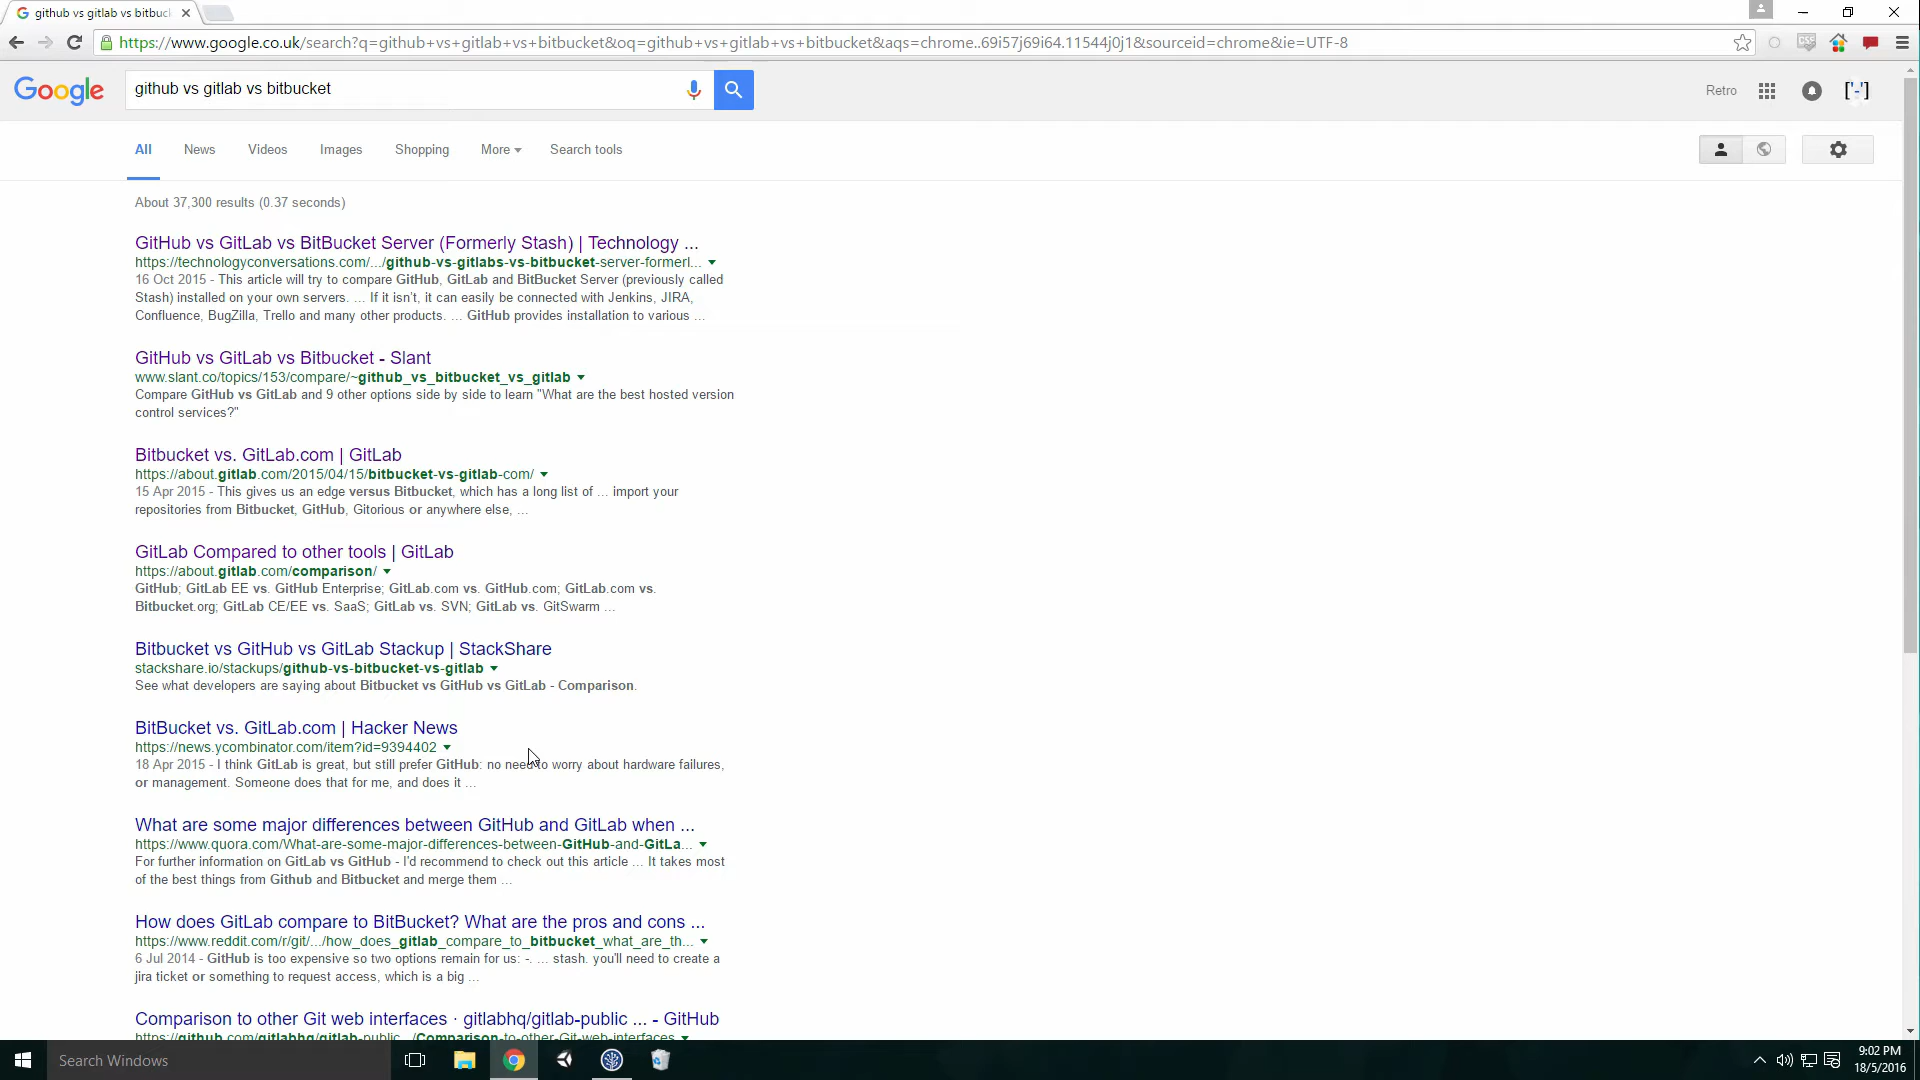 github vs gitlab vs bitbuc
https://www.google.co.uk/search?q=github+vs+gitlab+vs+bitbucket&oq=github+vs+gitlab+vs+bitbucket&aqs=chrome..69i57j69i64.11544j0j1&sourceid=chrome&ie=UTF-8
Google
github vs gitlab vs bitbucket
Retro
['-']
All News Videos Images Shopping More Search tools
About 37,300 results (0.37 seconds)
GitHub vs GitLab vs BitBucket Server (Formerly Stash) | Technology ...
https://technologyconversations.com/.../github-vs-gitlabs-vs-bitbucket-server-formerl...
16 Oct 2015 - This article will try to compare GitHub, GitLab and BitBucket Server (previously called
Stash) installed on your own servers. ... If it isn't, it can easily be connected with Jenkins, JIRA,
Confluence, BugZilla, Trello and many other products. ... GitHub provides installation to various ...
GitHub vs GitLab vs Bitbucket - Slant
www.slant.co/topics/153/compare/~github_vs_bitbucket_vs_gitlab
Compare GitHub vs GitLab and 9 other options side by side to learn "What are the best hosted version
control services?"
Bitbucket vs. GitLab.com | GitLab
https://about.gitlab.com/2015/04/15/bitbucket-vs-gitlab-com/
15 Apr 2015 - This gives us an edge versus Bitbucket, which has a long list of ... import your
repositories from Bitbucket, GitHub, Gitorious or anywhere else, ...
GitLab Compared to other tools | GitLab
https://about.gitlab.com/comparison/
GitHub; GitLab EE vs. GitHub Enterprise; GitLab.com vs. GitHub.com; GitLab.com vs.
Bitbucket.org; GitLab CE/EE vs. SaaS; GitLab vs. SVN; GitLab vs. GitSwarm ...
Bitbucket vs GitHub vs GitLab Stackup | StackShare
stackshare.io/stackups/github-vs-bitbucket-vs-gitlab
See what developers are saying about Bitbucket vs GitHub vs GitLab - Comparison.
BitBucket vs. GitLab.com | Hacker News
https://news.ycombinator.com/item?id=9394402
18 Apr 2015 - I think GitLab is great, but still prefer GitHub: no need to worry about hardware failures,
or management. Someone does that for me, and does it ...
What are some major differences between GitHub and GitLab when ...
https://www.quora.com/What-are-some-major-differences-between-GitHub-and-GitLa...
For further information on GitLab vs GitHub - I'd recommend to check out this article ... It takes most
of the best things from Github and Bitbucket and merge them ...
How does GitLab compare to BitBucket? What are the pros and cons ...
https://www.reddit.com/r/git/.../how_does_gitlab_compare_to_bitbucket_what_are_th...
6 Jul 2014 - GitHub is too expensive so two options remain for us: -. ... stash. you'll need to create a
jira ticket or something to request access, which is a big ...
Comparison to other Git web interfaces · gitlabhq/gitlab-public ... - GitHub
https://github.com/gitlabhq/gitlab-public.../Comparison-to-other-Git-web-interfaces
Search Windows
9:02 PM
18/5/2016